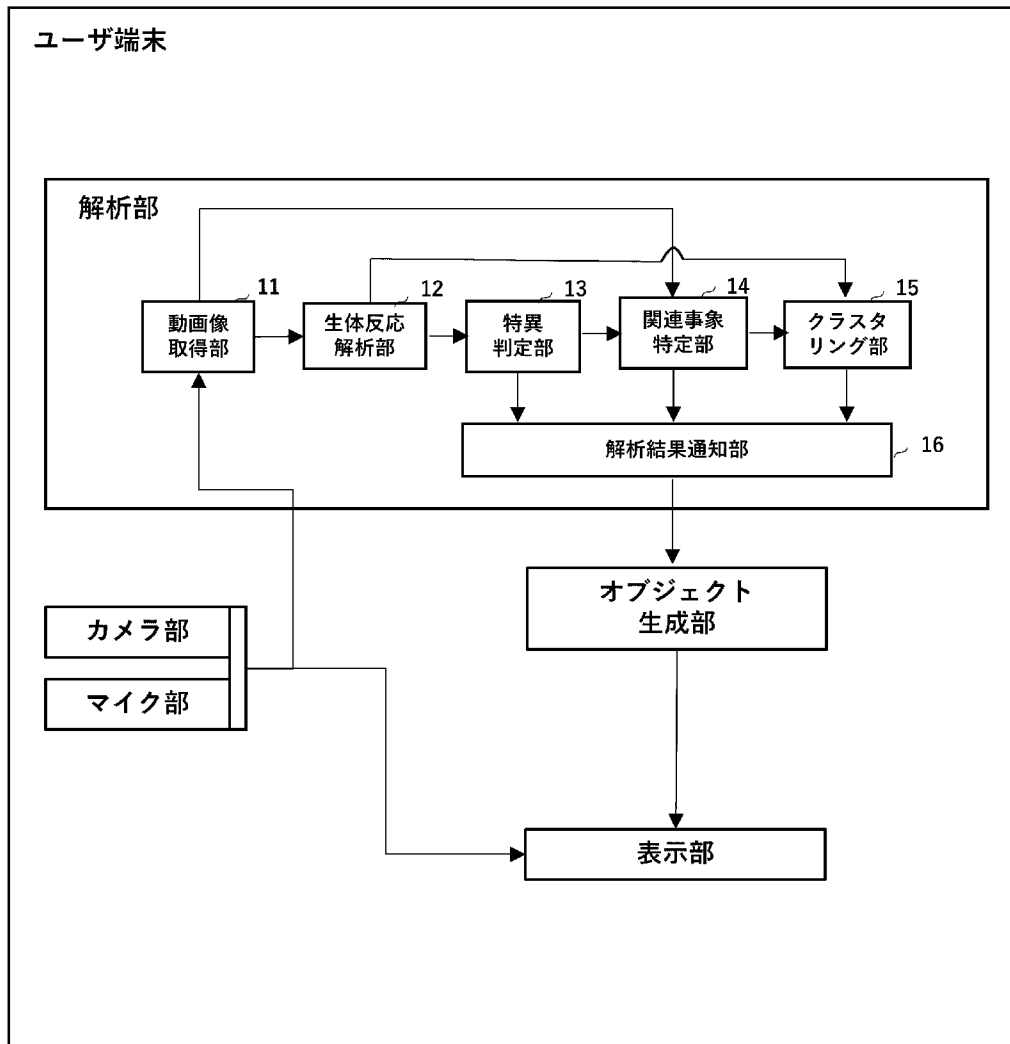 ユーザ端末
解析部
11
動画像
取得部
12
生体反応
解析部
13
特異
判定部
14
関連事象
特定部
15
クラスタ
リング部
解析結果通知部
16
オブジェクト
生成部
カメラ部
マイク部
表示部